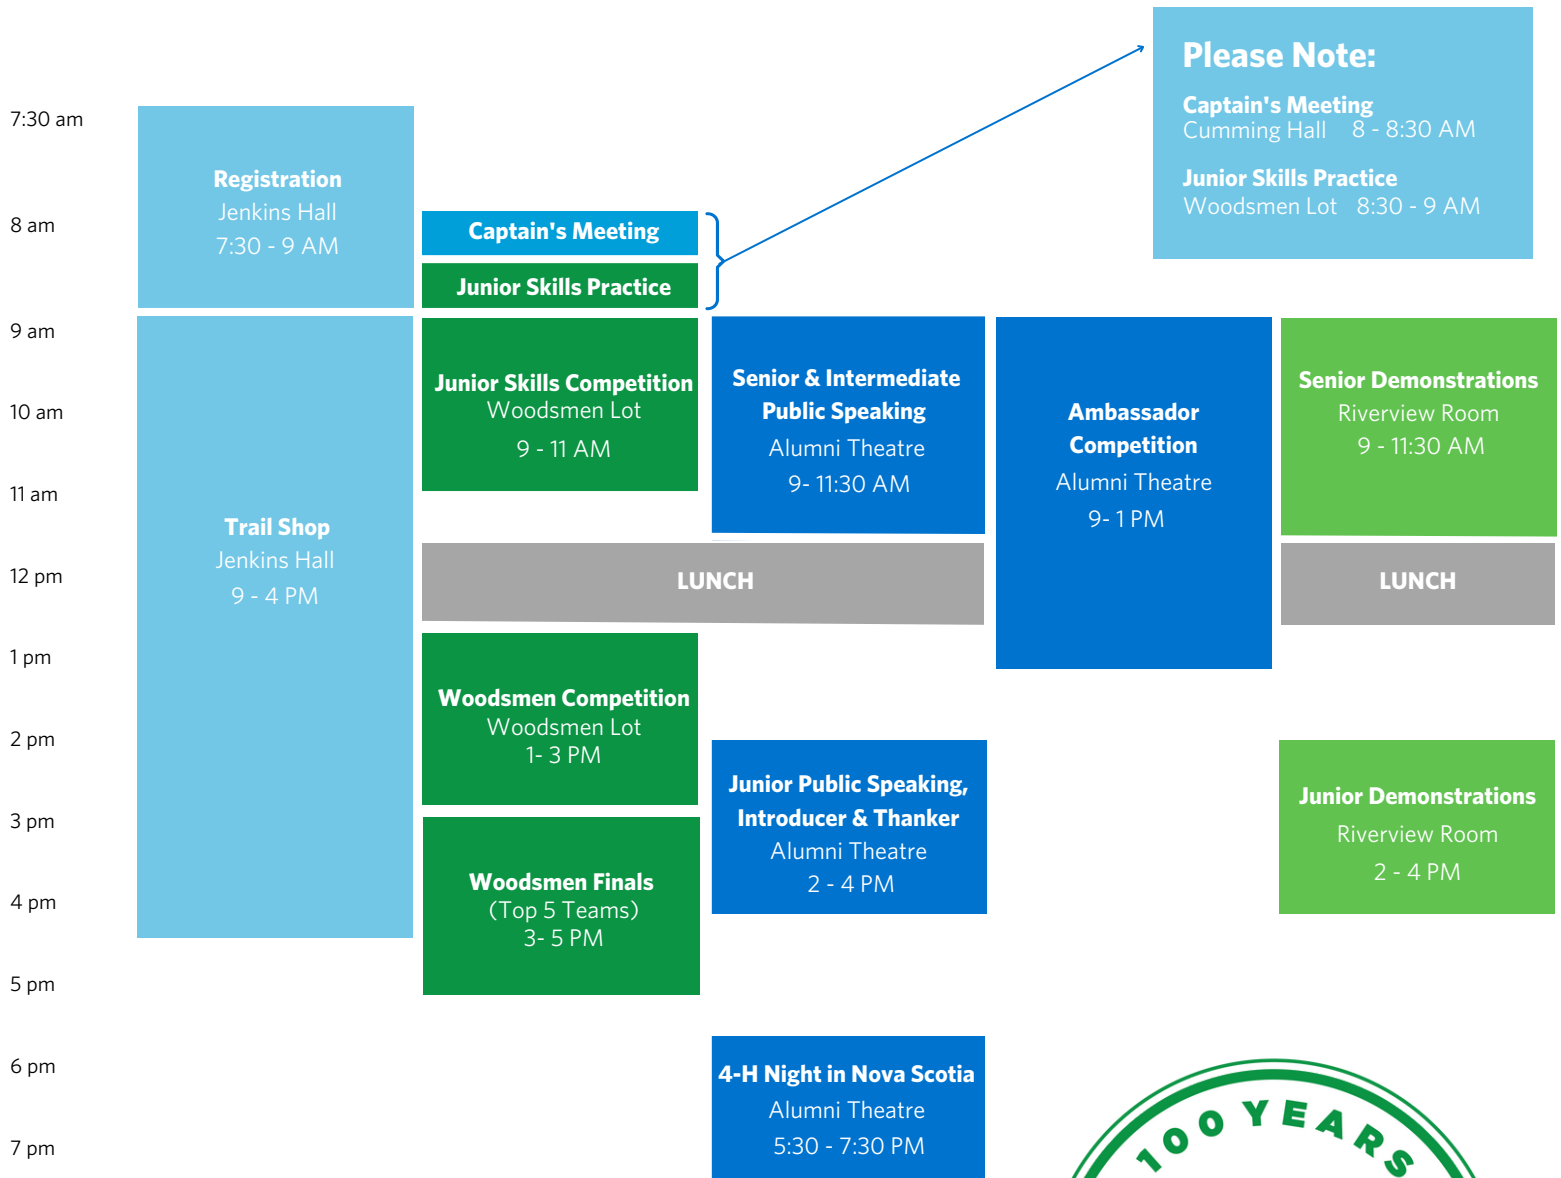 Please Note:
Captain's Meeting
Cumming Hall 8 - 8:30 AM
Junior Skills Practice
Woodsmen Lot 8:30 - 9 AM
7:30 am
8 am
9 am
10 am
11 am
12 pm
1 pm
2 pm
3 pm
4 pm
5 pm
6 pm
7 pm
Registration
Jenkins Hall
7:30 - 9 AM
Trail Shop
Jenkins Hall
9 - 4 PM
Captain's Meeting
Junior Skills Practice
Junior Skills Competition
Woodsmen Lot
9 - 11 AM
Senior & Intermediate
Public Speaking
Alumni Theatre
9- 11:30 AM
Ambassador
Competition
Alumni Theatre
9- 1 PM
Senior Demonstrations
Riverview Room
9 - 11:30 AM
LUNCH
LUNCH
Woodsmen Competition
Woodsmen Lot
1- 3 PM
Woodsmen Finals
(Top 5 Teams)
3- 5 PM
Junior Public Speaking,
Introducer & Thanker
Alumni Theatre
2 - 4 PM
Junior Demonstrations
Riverview Room
2 - 4 PM
4-H Night in Nova Scotia
Alumni Theatre
5:30 - 7:30 PM
100 YEARS